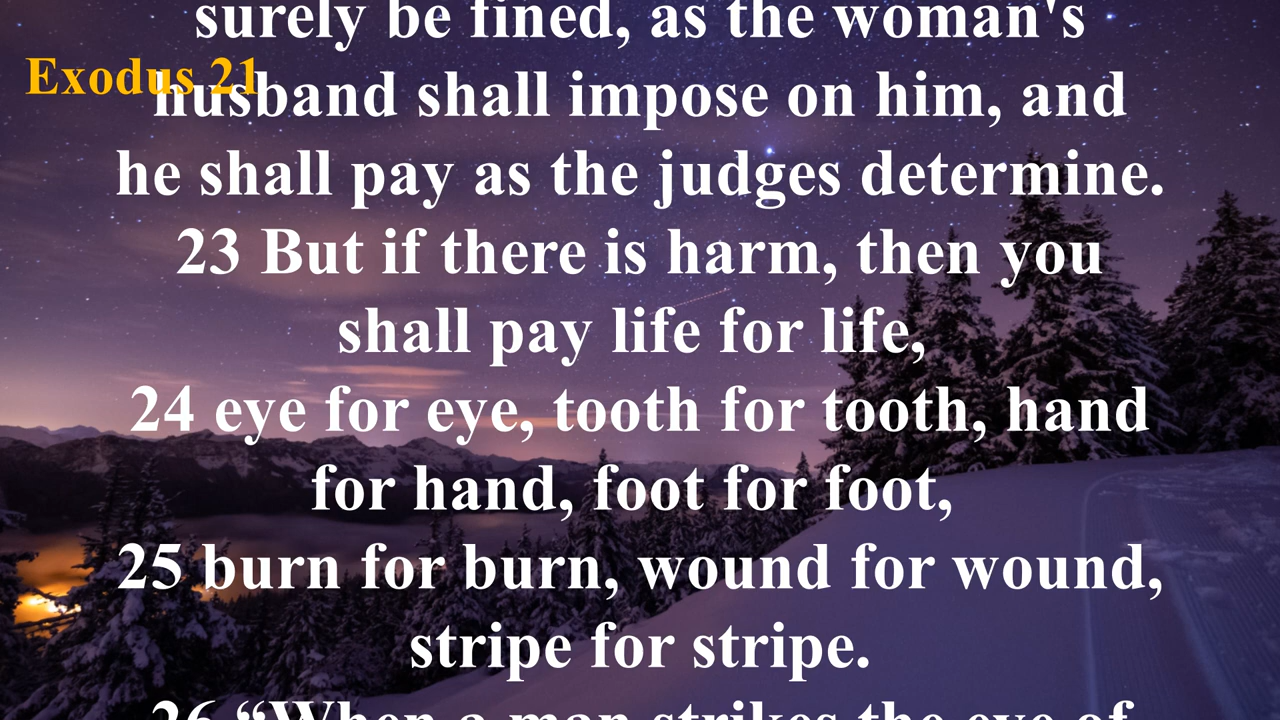 surely be fined, as the woman's
Exodus 21
husband shall impose on him, and
he shall pay as the judges determine.
23 But if there is harm, then you
shall pay life for life,
24 eye for eye, tooth for tooth, hand
for hand, foot for foot,
25 burn for burn, wound for wound,
stripe for stripe.
26 “When a man strikes the eye of